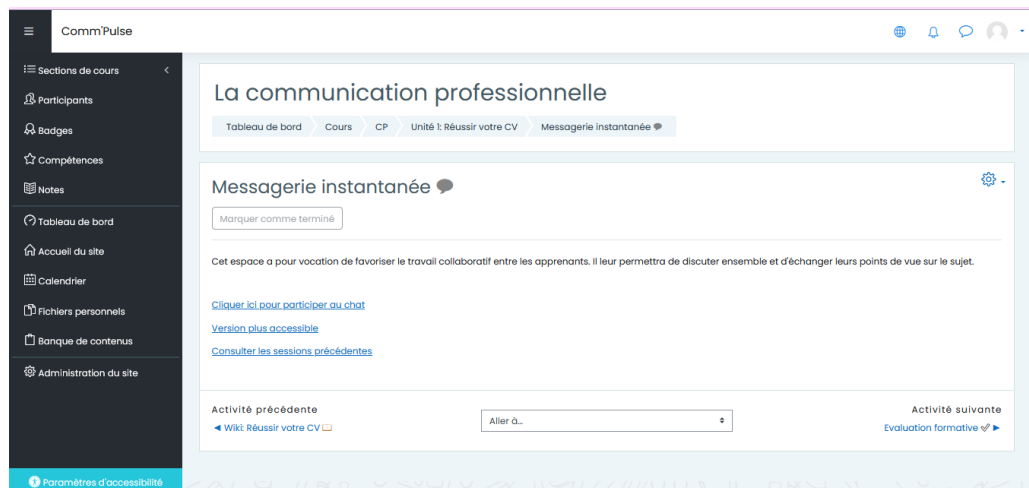 Comm'Pulse
Sections de cours
Participants
Badges
Compétences
Notes
Tableau de bord
Accueil du site
Calendrier
Fichiers personnels
Banque de contenus
Administration du site
Paramètres d'accessibilité
La communication professionnelle
Tableau de bord Cours CP Unité 1: Réussir votre CV Messagerie instantanée
Messagerie instantanée
Marquer comme terminé
Cet espace a pour vocation de favoriser le travail collaboratif entre les apprenants. Il leur permettra de discuter ensemble et d'échanger leurs points de vue sur le sujet.
Cliquer ici pour participer au chat
Version plus accessible
Consulter les sessions précédentes
Activité précédente
◄ Wiki: Réussir votre CV
Aller à...
Activité suivante
Evaluation formative ►